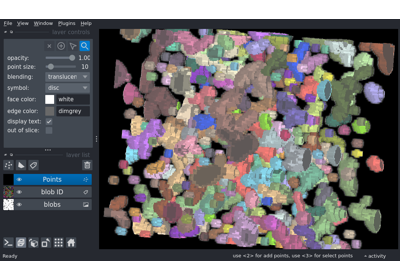 File View Window Plugins Help
layer controls
opacity: 1.00
point size: 10
blending: translucen
symbol: disc
face color: white
edge color: dimgrey
display text:
out of slice:
layer list
Points
blob ID
blobs
use <2> for add points, use <3> for select points
activity